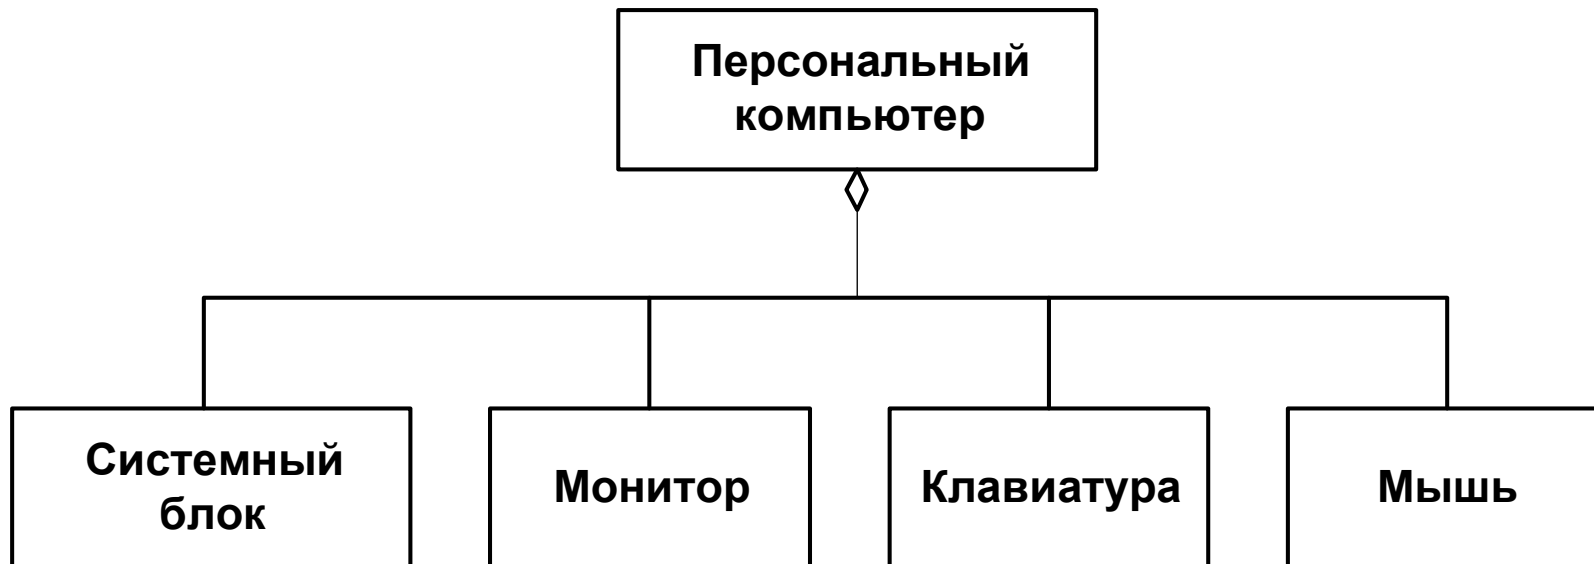 Персональный
компьютер
Системный
блок
Монитор
Клавиатура
Мышь